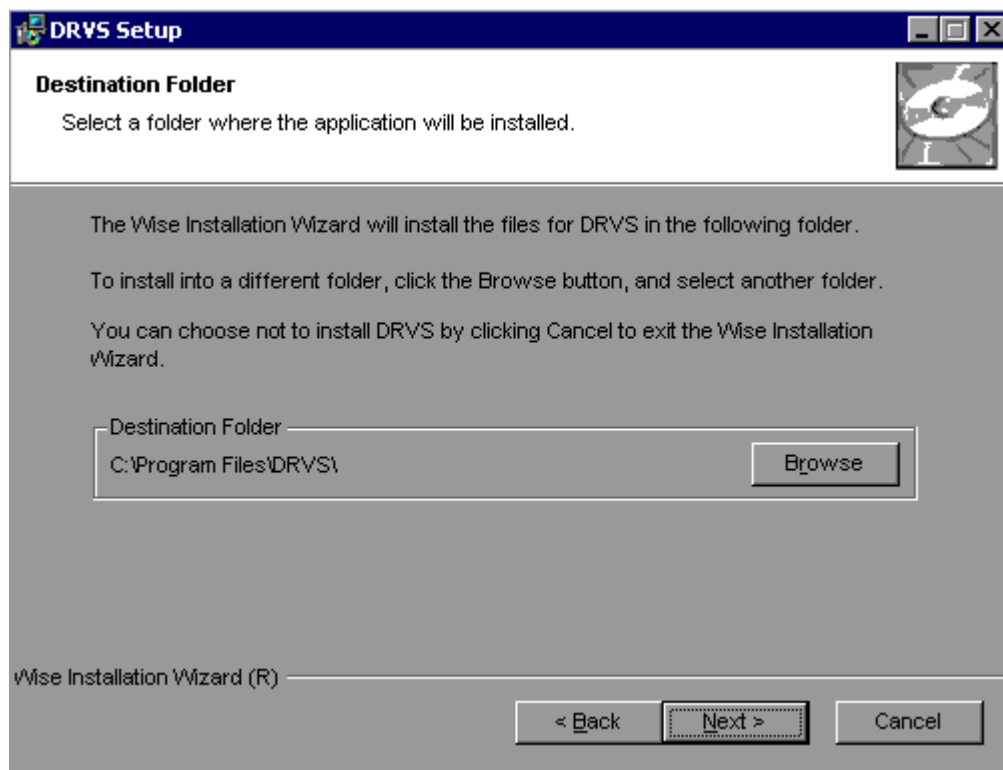 DRVS Setup
Destination Folder
Select a folder where the application will be installed.
The Wise Installation Wizard will install the files for DRVS in the following folder.
To install into a different folder, click the Browse button, and select another folder.
You can choose not to install DRVS by clicking Cancel to exit the Wise Installation
Wizard.
Destination Folder
C:\Program Files\DRVS\
Browse
Wise Installation Wizard (R)
< Back
Next >
Cancel